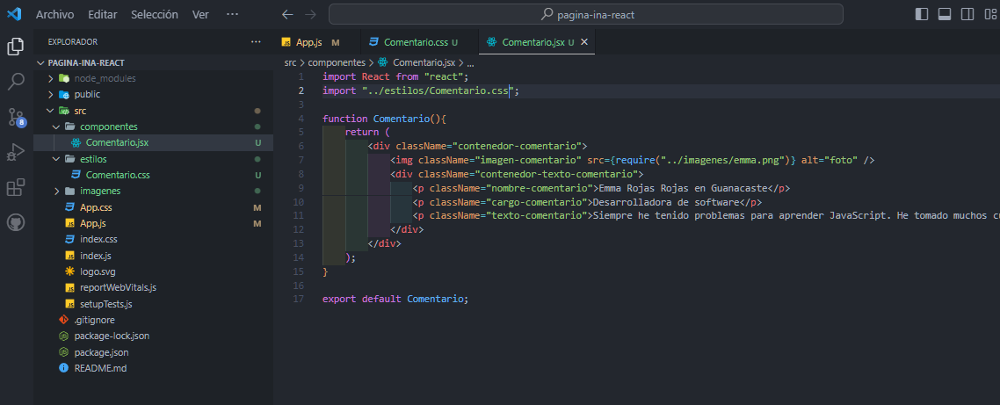 Archivo Editar Selección Ver ··· pagina-ina-react
EXPLORADOR ···
PAGINA-INA-REACT
node_modules
public
src
componentes
Comentario.jsx U
estilos
Comentario.css U
imagenes
App.css M
App.js M
index.css
index.js
logo.svg
reportWebVitals.js
setupTests.js
.gitignore
package-lock.json
package.json
README.md
8
App.js M Comentario.css U Comentario.jsx U ×
src > componentes > Comentario.jsx > ...
1 import React from "react";
2 import "../estilos/Comentario.css";
3
4 function Comentario(){
5 return (
6 <div className="contenedor-comentario">
7 <img className="imagen-comentario" src={require("../imagenes/emma.png")} alt="foto" />
8 <div className="contenedor-texto-comentario">
9 <p className="nombre-comentario">Emma Rojas Rojas en Guanacaste</p>
10 <p className="cargo-comentario">Desarrolladora de software</p>
11 <p className="texto-comentario">Siempre he tenido problemas para aprender JavaScript. He tomado muchos cu
12 </div>
13 </div>
14 );
15 }
16
17 export default Comentario;